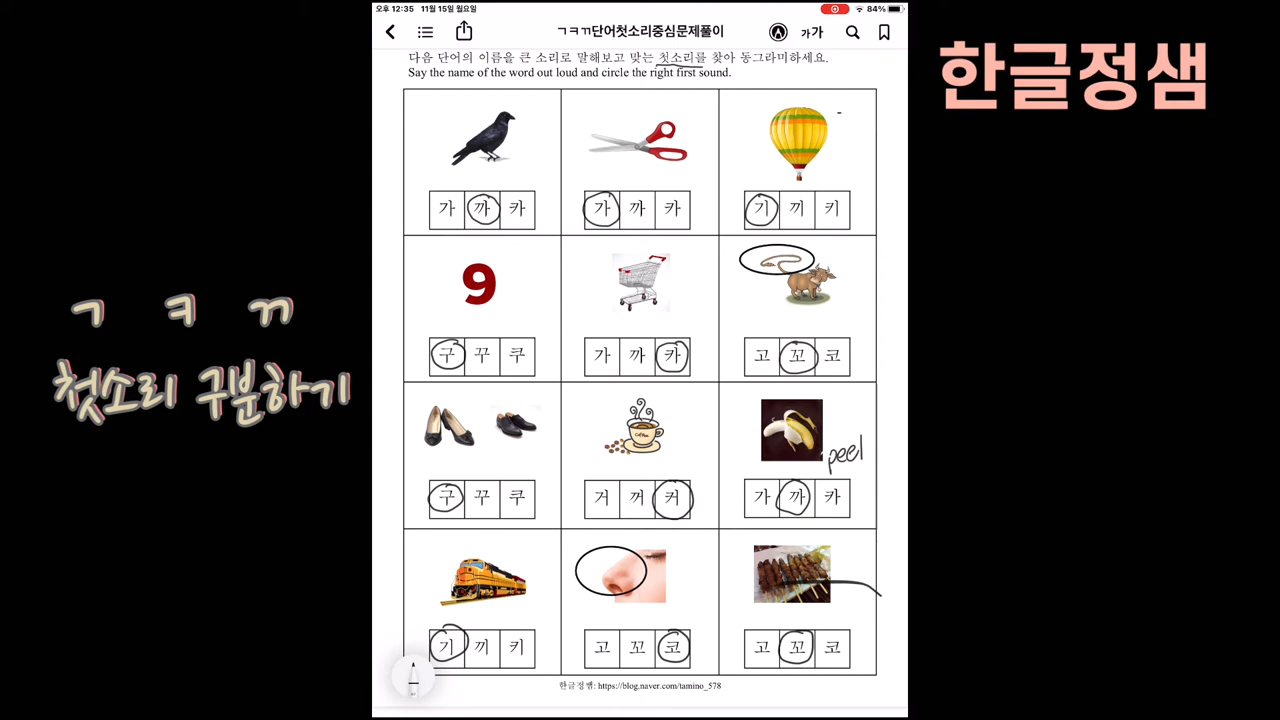 오후 12:35 11월 15일 월요일
84%
ㄱㅋㄲ단어첫소리중심문제풀이
가가
한글정샘
다음 단어의 이름을 큰 소리로 말해보고 맞는 첫소리를 찾아 동그라미하세요.
Say the name of the word out loud and circle the right first sound.
가 까 카
가 까 카
기 끼 키
9
구 꾸 쿠
가 까 카
고 꼬 코
ㄱ ㅋ ㄲ
첫소리 구분하기
Coffee
peel
구 꾸 쿠
거 꺼 커
가 까 카
기 끼 키
고 꼬 코
고 꼬 코
한글정쌤: https://blog.naver.com/tamino_578